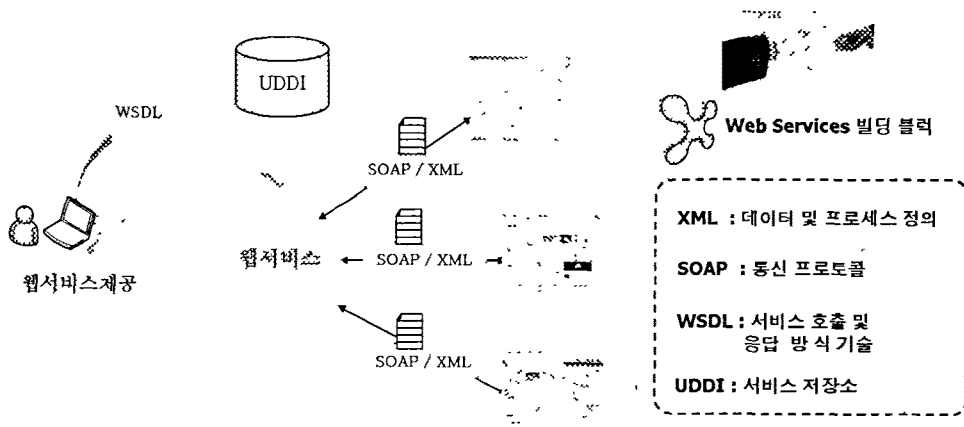 UDDI
WSDL
SOAP / XML
웹서비스제공
웹서비스
SOAP / XML
SOAP / XML
Web Services 빌딩 블럭
XML : 데이터 및 프로세스 정의
SOAP : 통신 프로토콜
WSDL : 서비스 호출 및
응답 방식 기술
UDDI : 서비스 저장소